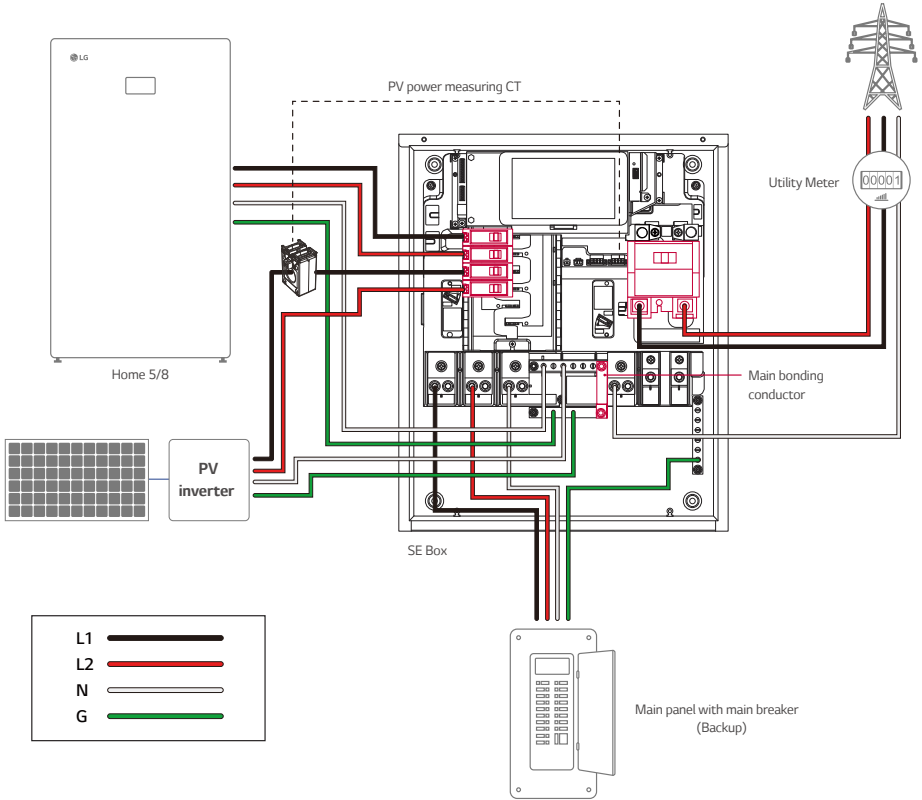 LG
PV power measuring CT
Utility Meter
00001
Home 5/8
Main bonding
conductor
PV
inverter
SE Box
L1
L2
N
G
Main panel with main breaker
(Backup)